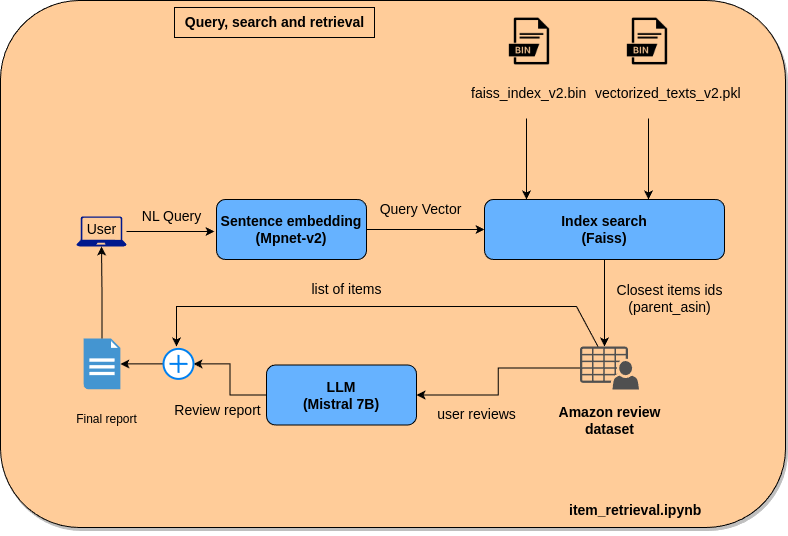 Query, search and retrieval
BIN
BIN
faiss_index_v2.bin
vectorized_texts_v2.pkl
User
NL Query
Sentence embedding
(Mpnet-v2)
Query Vector
Index search
(Faiss)
list of items
Closest items ids
(parent_asin)
Final report
Review report
LLM
(Mistral 7B)
user reviews
Amazon review
dataset
item_retrieval.ipynb